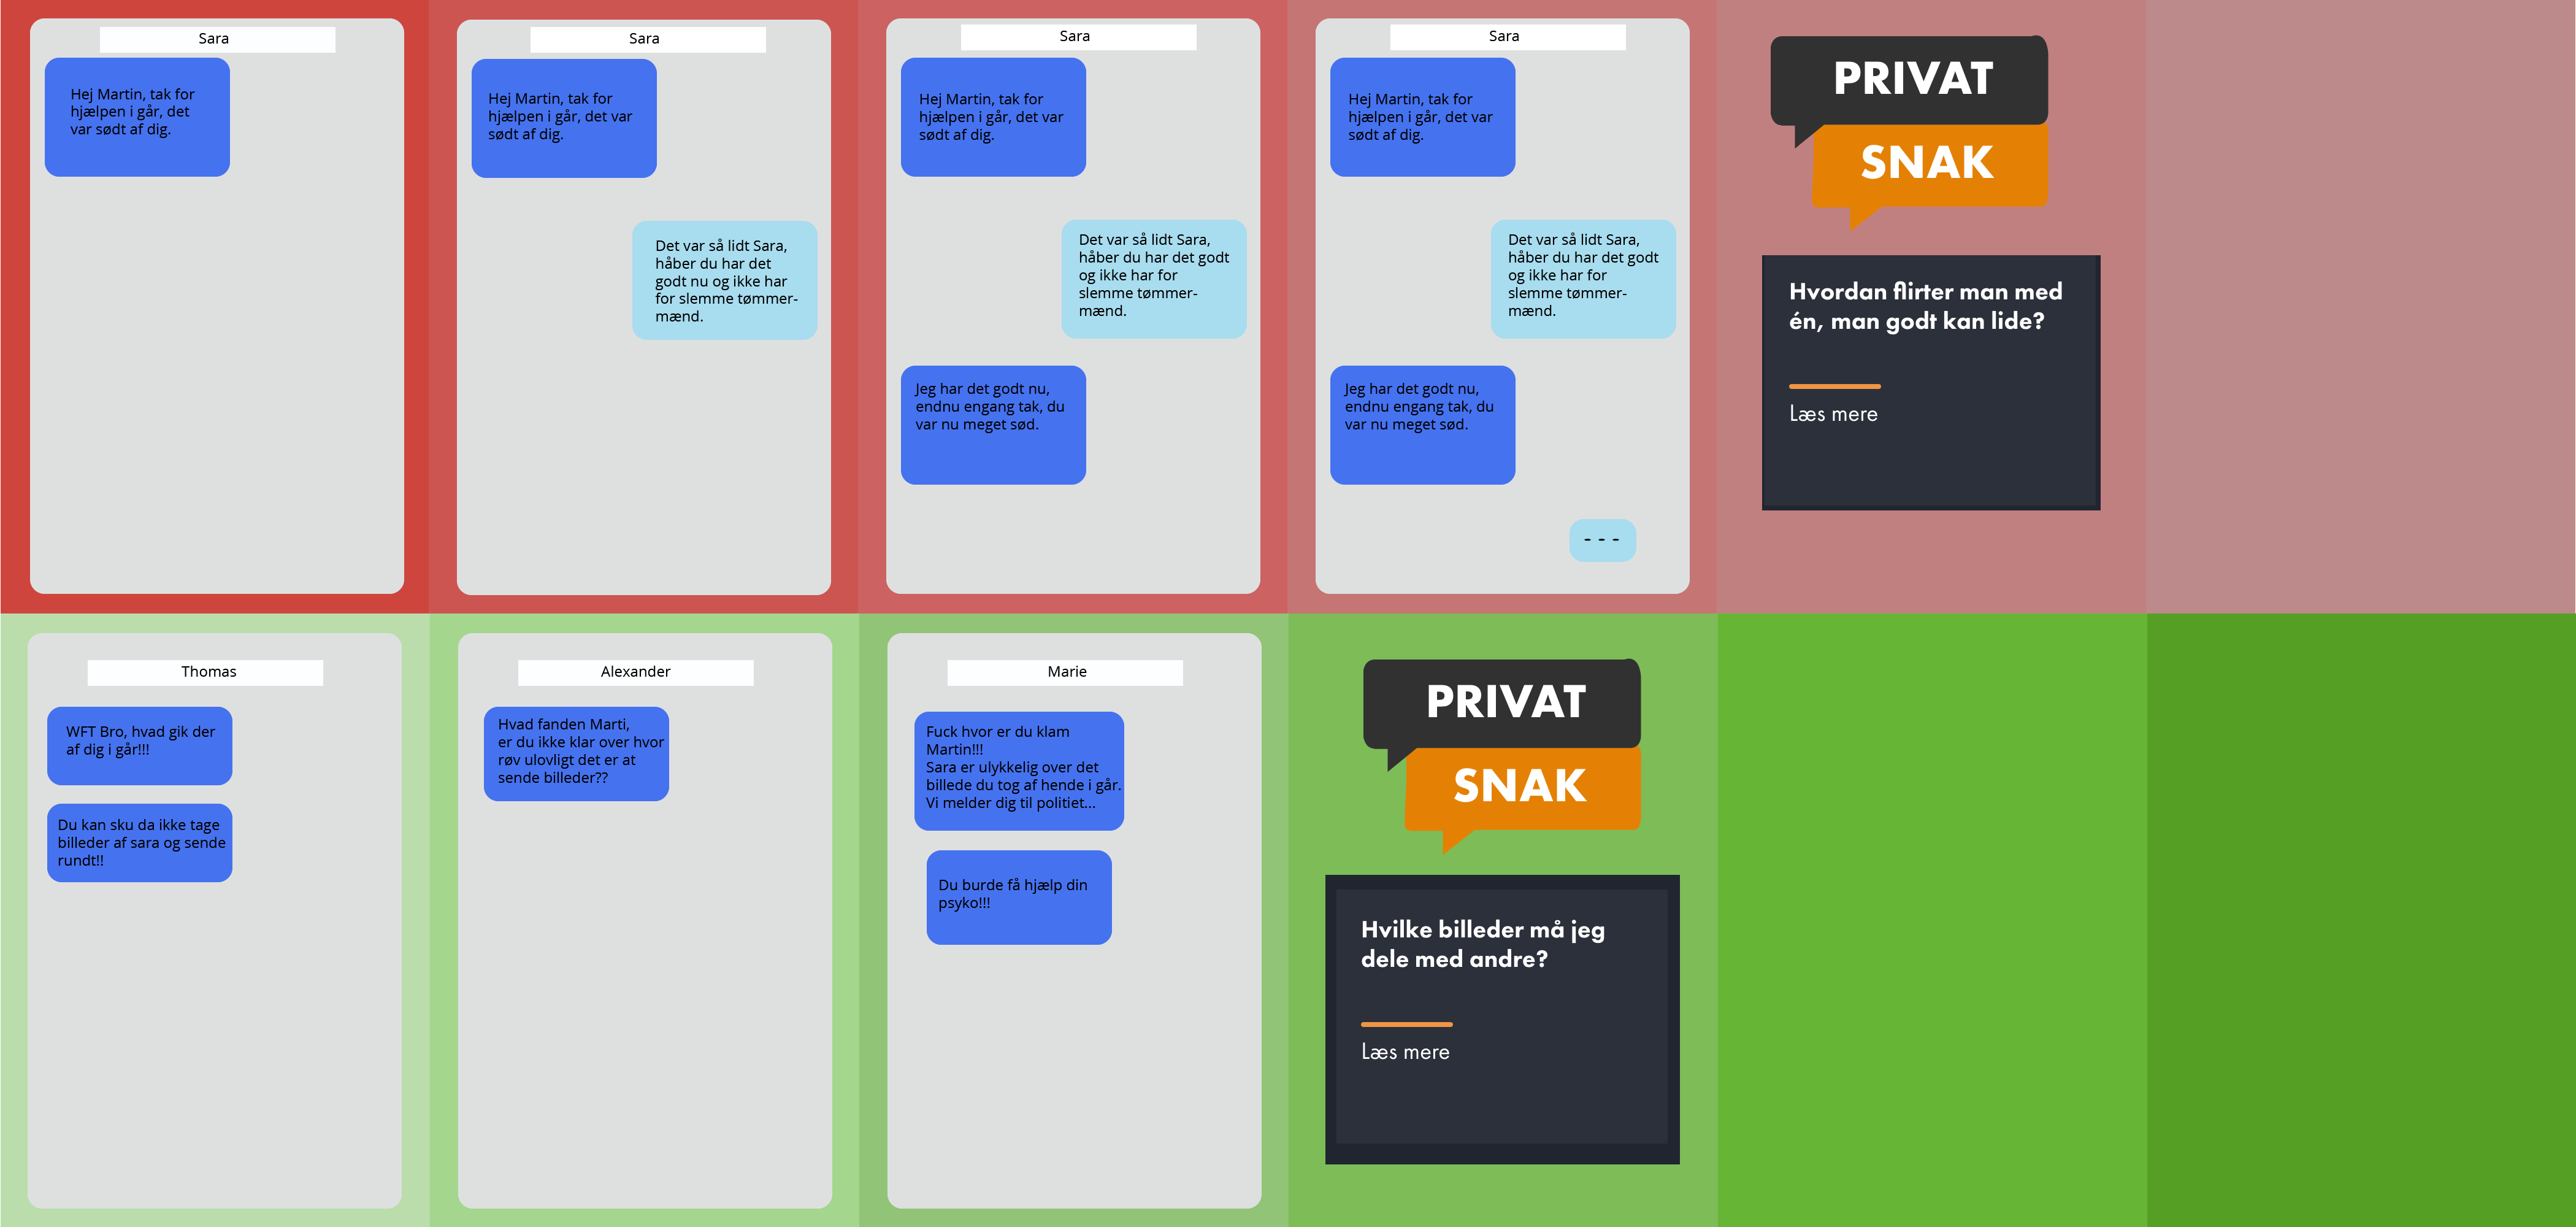 Sara
Hej Martin, tak for
hjælpen i går, det
var sødt af dig.
Sara
Hej Martin, tak for
hjælpen i går, det var
sødt af dig.
Det var så lidt Sara,
håber du har det
godt nu og ikke har
for slemme tømmer-
mænd.
Sara
Hej Martin, tak for
hjælpen i går, det var
sødt af dig.
Det var så lidt Sara,
håber du har det godt
og ikke har for
slemme tømmer-
mænd.
Jeg har det godt nu,
endnu engang tak, du
var nu meget sød.
Sara
Hej Martin, tak for
hjælpen i går, det var
sødt af dig.
Det var så lidt Sara,
håber du har det godt
og ikke har for
slemme tømmer-
mænd.
Jeg har det godt nu,
endnu engang tak, du
var nu meget sød.
- - -
PRIVAT
SNAK
Hvordan flirter man med
én, man godt kan lide?
Læs mere
Thomas
WFT Bro, hvad gik der
af dig i går!!!
Du kan sku da ikke tage
billeder af sara og sende
rundt!!
Alexander
Hvad fanden Marti,
er du ikke klar over hvor
røv ulovligt det er at
sende billeder??
Marie
Fuck hvor er du klam
Martin!!!
Sara er ulykkelig over det
billede du tog af hende i går.
Vi melder dig til politiet...
Du burde få hjælp din
psyko!!!
PRIVAT
SNAK
Hvilke billeder må jeg
dele med andre?
Læs mere